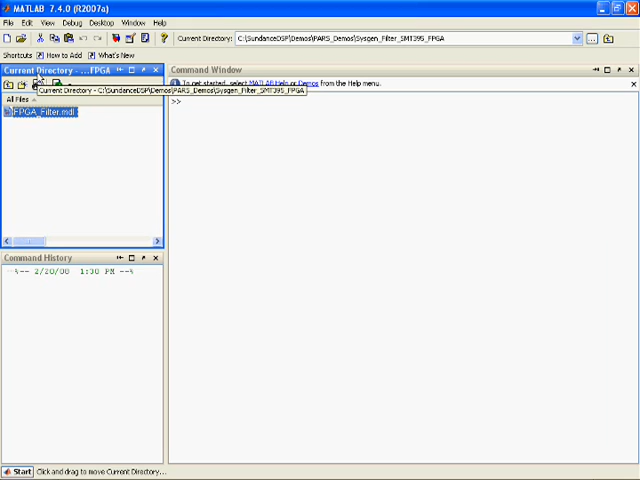 MATLAB 7.4.0 (R2007a)
File Edit View Debug Desktop Window Help
Current Directory: C:\SundanceDSP\Demos\PARS_Demos\Sysgen_Filter_SMT395_FPGA
Shortcuts How to Add What's New
Current Directory - ...FPGA
Command Window
To get started, select MATLAB Help or Demos from the Help menu.
Current Directory - C:\SundanceDSP\Demos\PARS_Demos\Sysgen_Filter_SMT395_FPGA
All Files
>>
FPGA_Filter.mdl
Command History
%-- 2/20/08 1:30 PM --%
Start Click and drag to move Current Directory...